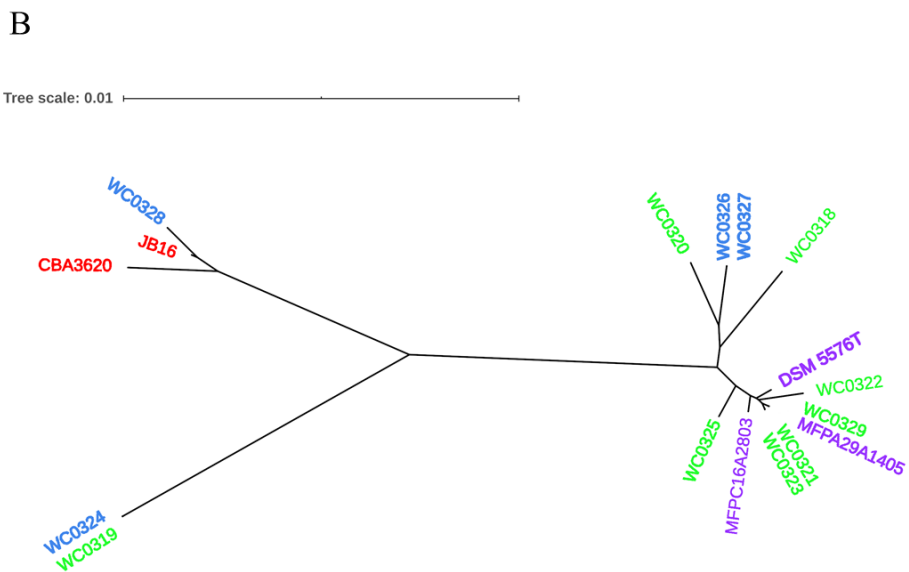 B
Tree scale: 0.01
WC0328
JB16
CBA3620
WC0320
WC0326
WC0327
WC0318
DSM 5576T
WC0322
WC0329
MFPA29A1405
WC0321
WC0323
MFPC16A2803
WC0325
WC0324
WC0319